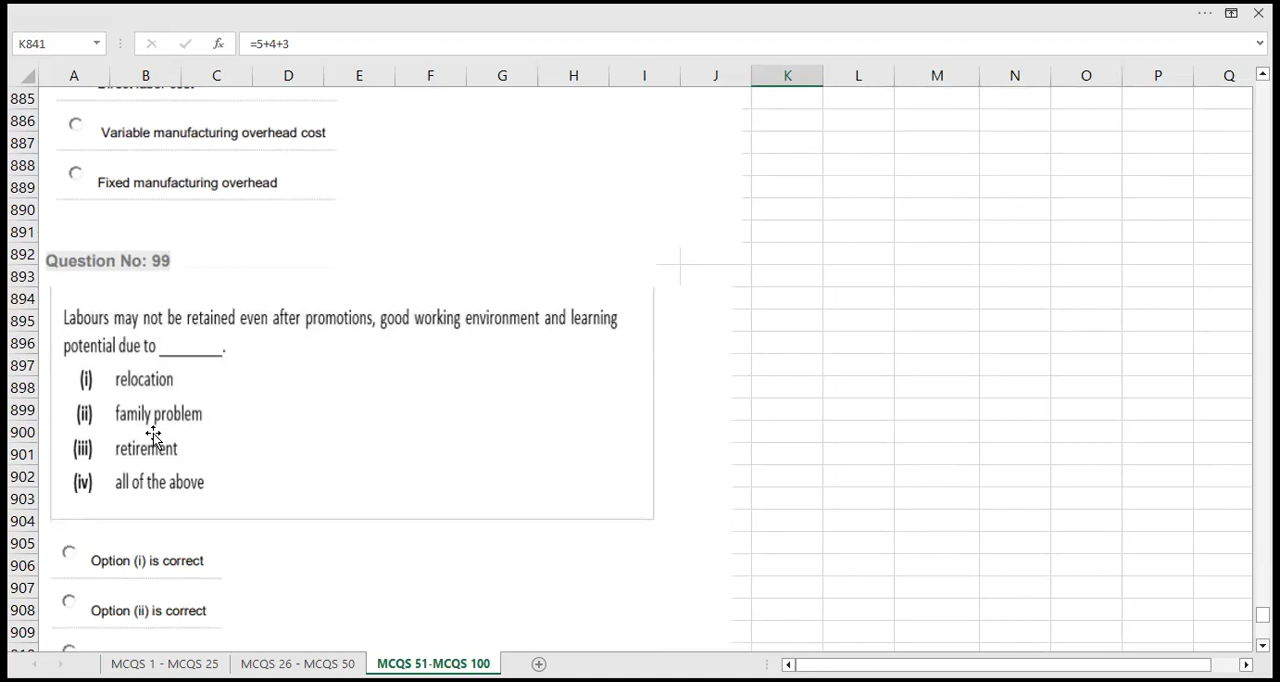 K841
fx
=5+4+3
A B C D E F G H I J K L M N O P Q
885
886 Variable manufacturing overhead cost
887
888
889 Fixed manufacturing overhead
890
891
892 Question No: 99
893
894
895 Labours may not be retained even after promotions, good working environment and learning
896 potential due to ________.
897
898 (i) relocation
899 (ii) family problem
900
901 (iii) retirement
902 (iv) all of the above
903
904
905
906 Option (i) is correct
907
908 Option (ii) is correct
909
MCQS 1 - MCQS 25 MCQS 26 - MCQS 50 MCQS 51-MCQS 100